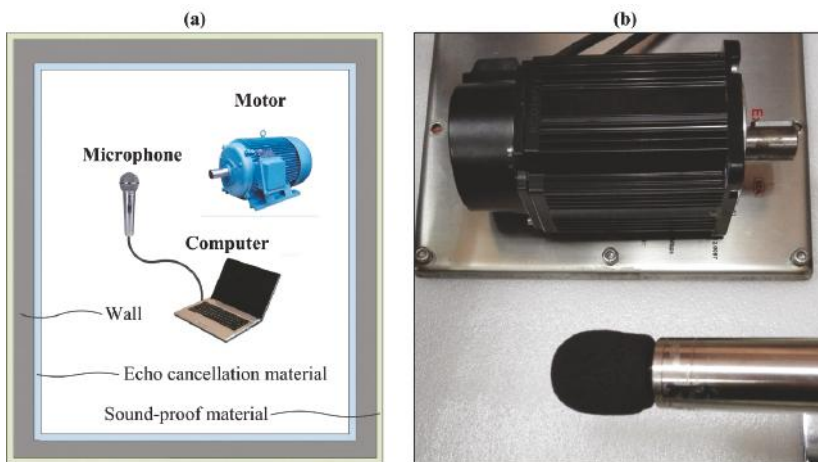 (a)
(b)
Motor
Microphone
Computer
Wall
Echo cancellation material
Sound-proof material